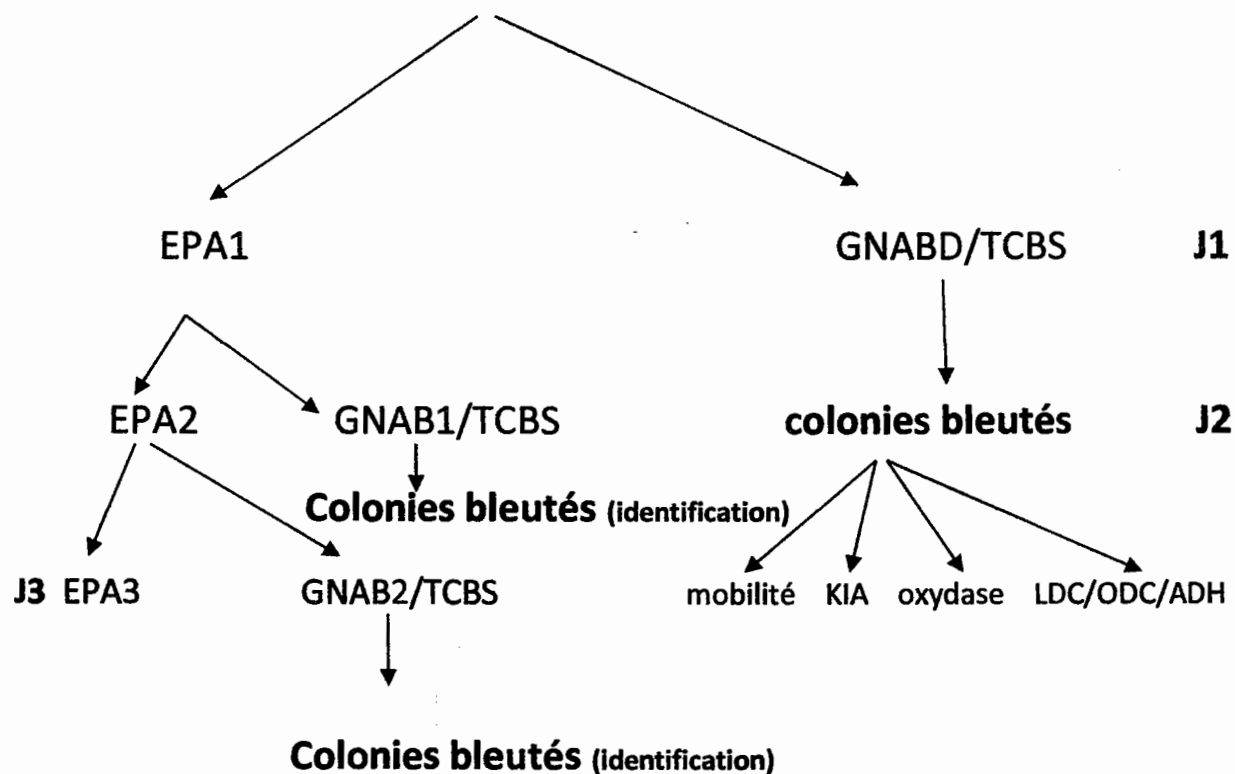 EPA1 GNABD/TCBS J1
EPA2 GNAB1/TCBS colonies bleutés J2
Colonies bleutés (identification)
J3 EPA3 GNAB2/TCBS mobilité KIA oxydase LDC/ODC/ADH
Colonies bleutés (identification)